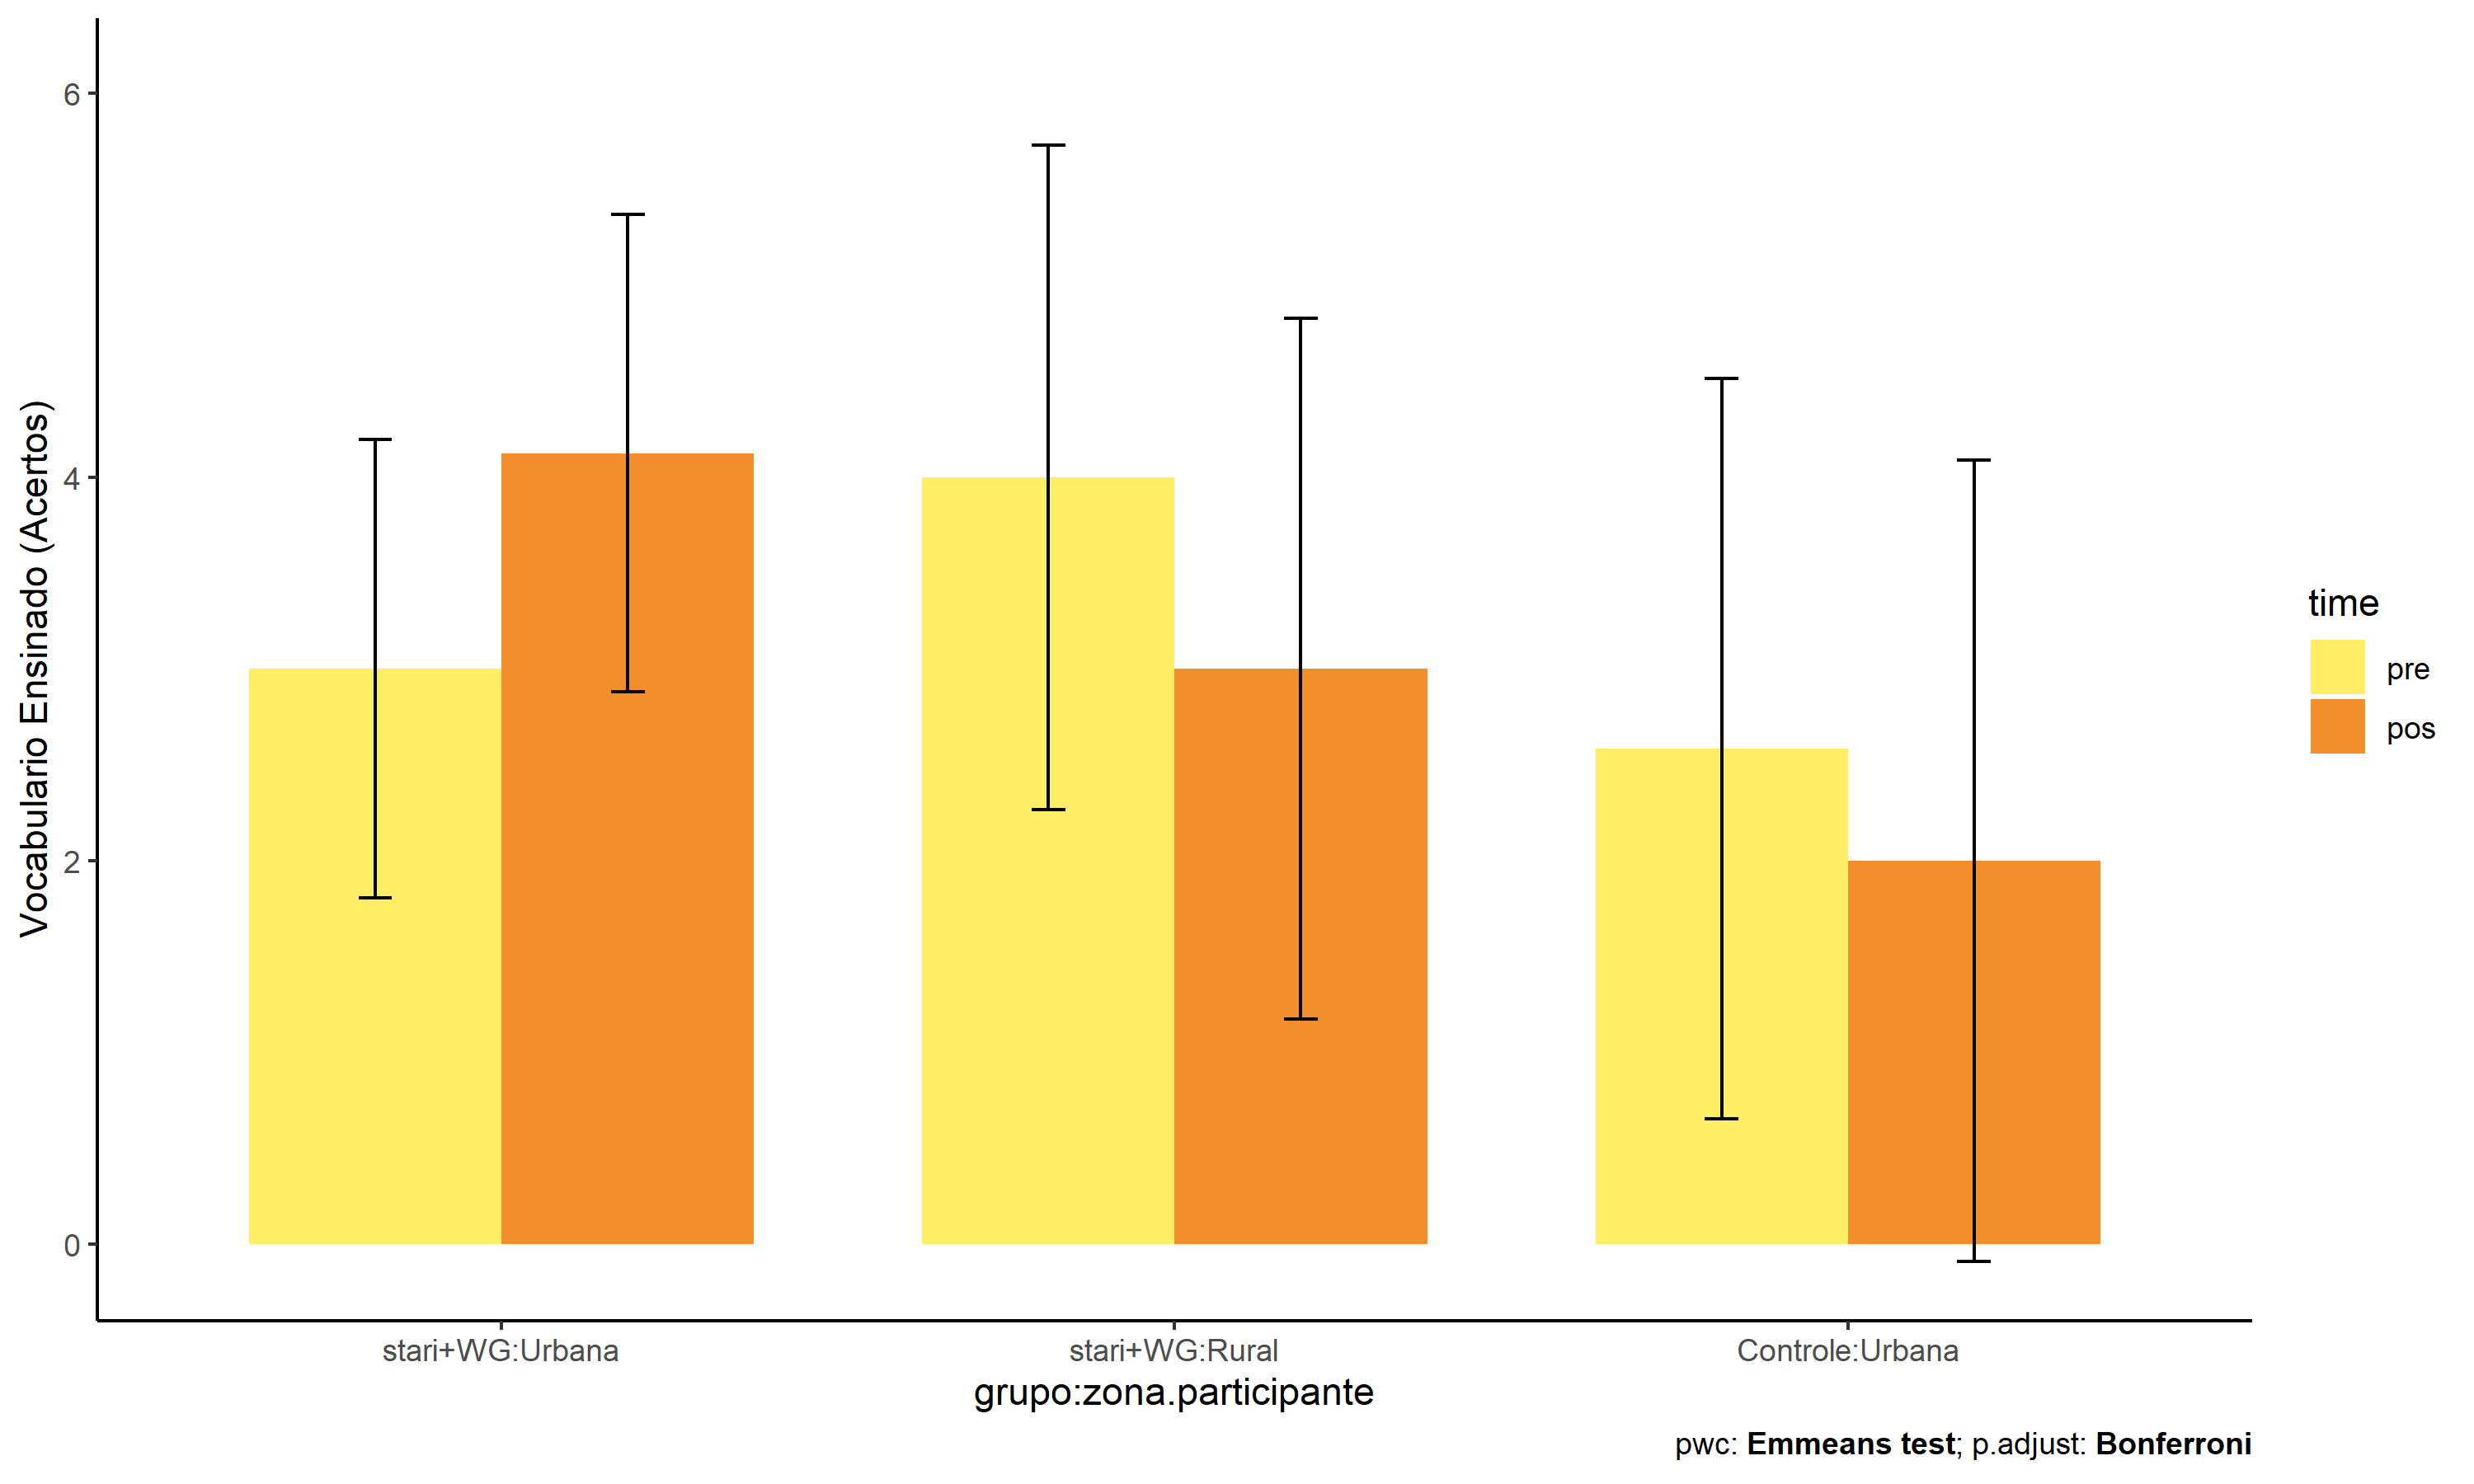 Vocabulario Ensinado (Acertos)
6
4
2
0
stari+WG:Urbana
stari+WG:Rural
Controle:Urbana
grupo:zona.participante
time
pre
pos
pwc: Emmeans test; p.adjust: Bonferroni